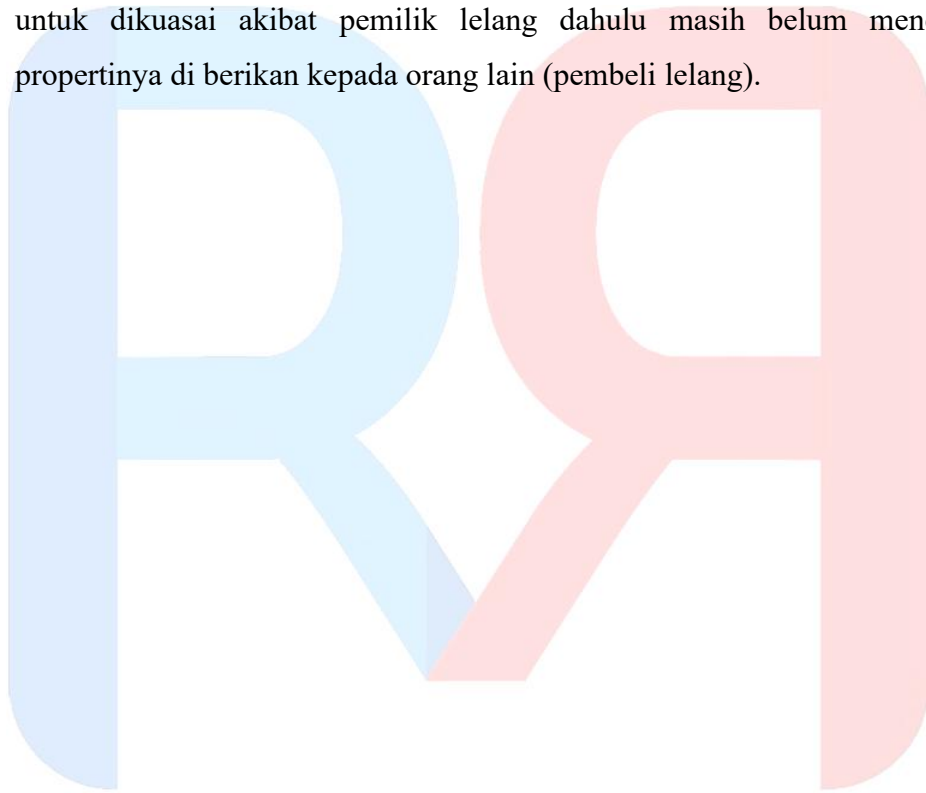 untuk dikuasai akibat pemilik lelang dahulu masih belum
propertinya di berikan kepada orang lain (pembeli lelang).